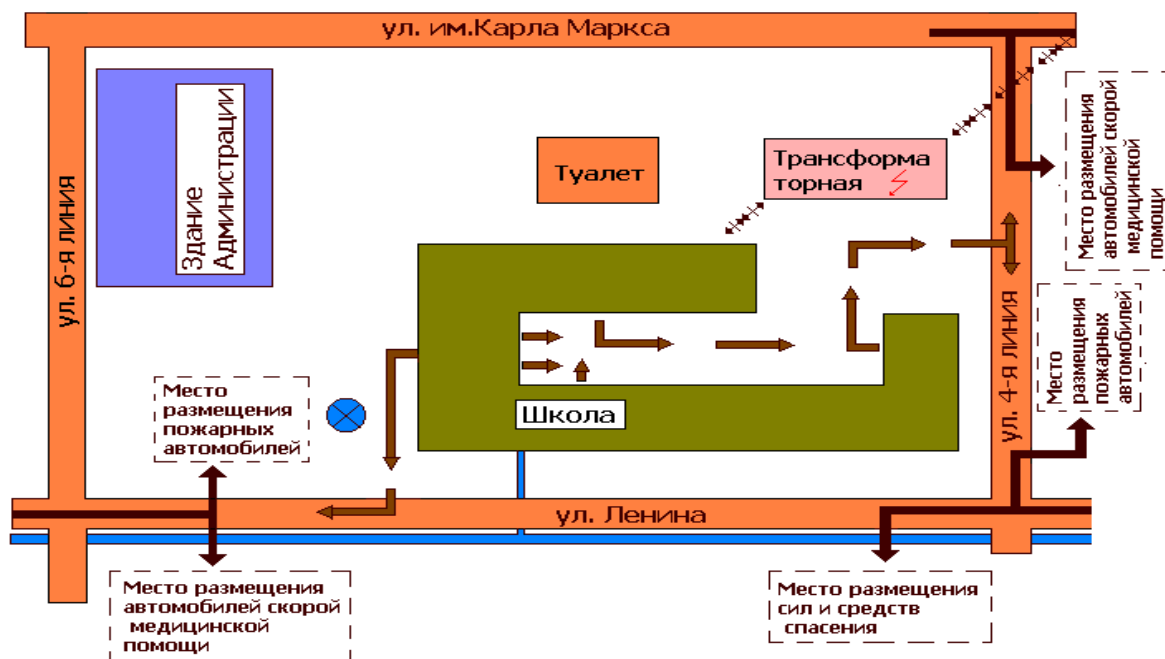 ул. им.Карла Маркса
Здание
Администрации
ул. 6-я линия
Туалет
Трансформа
торная
Место размещения
автомобилей скорой
медицинской
помощи
Место
размещения
пожарных
автомобилей
ул. 4-я линия
Место
размещения
пожарных
автомобилей
Школа
ул. Ленина
Место размещения
автомобилей скорой
медицинской
помощи
Место размещения
сил и средств
спасения